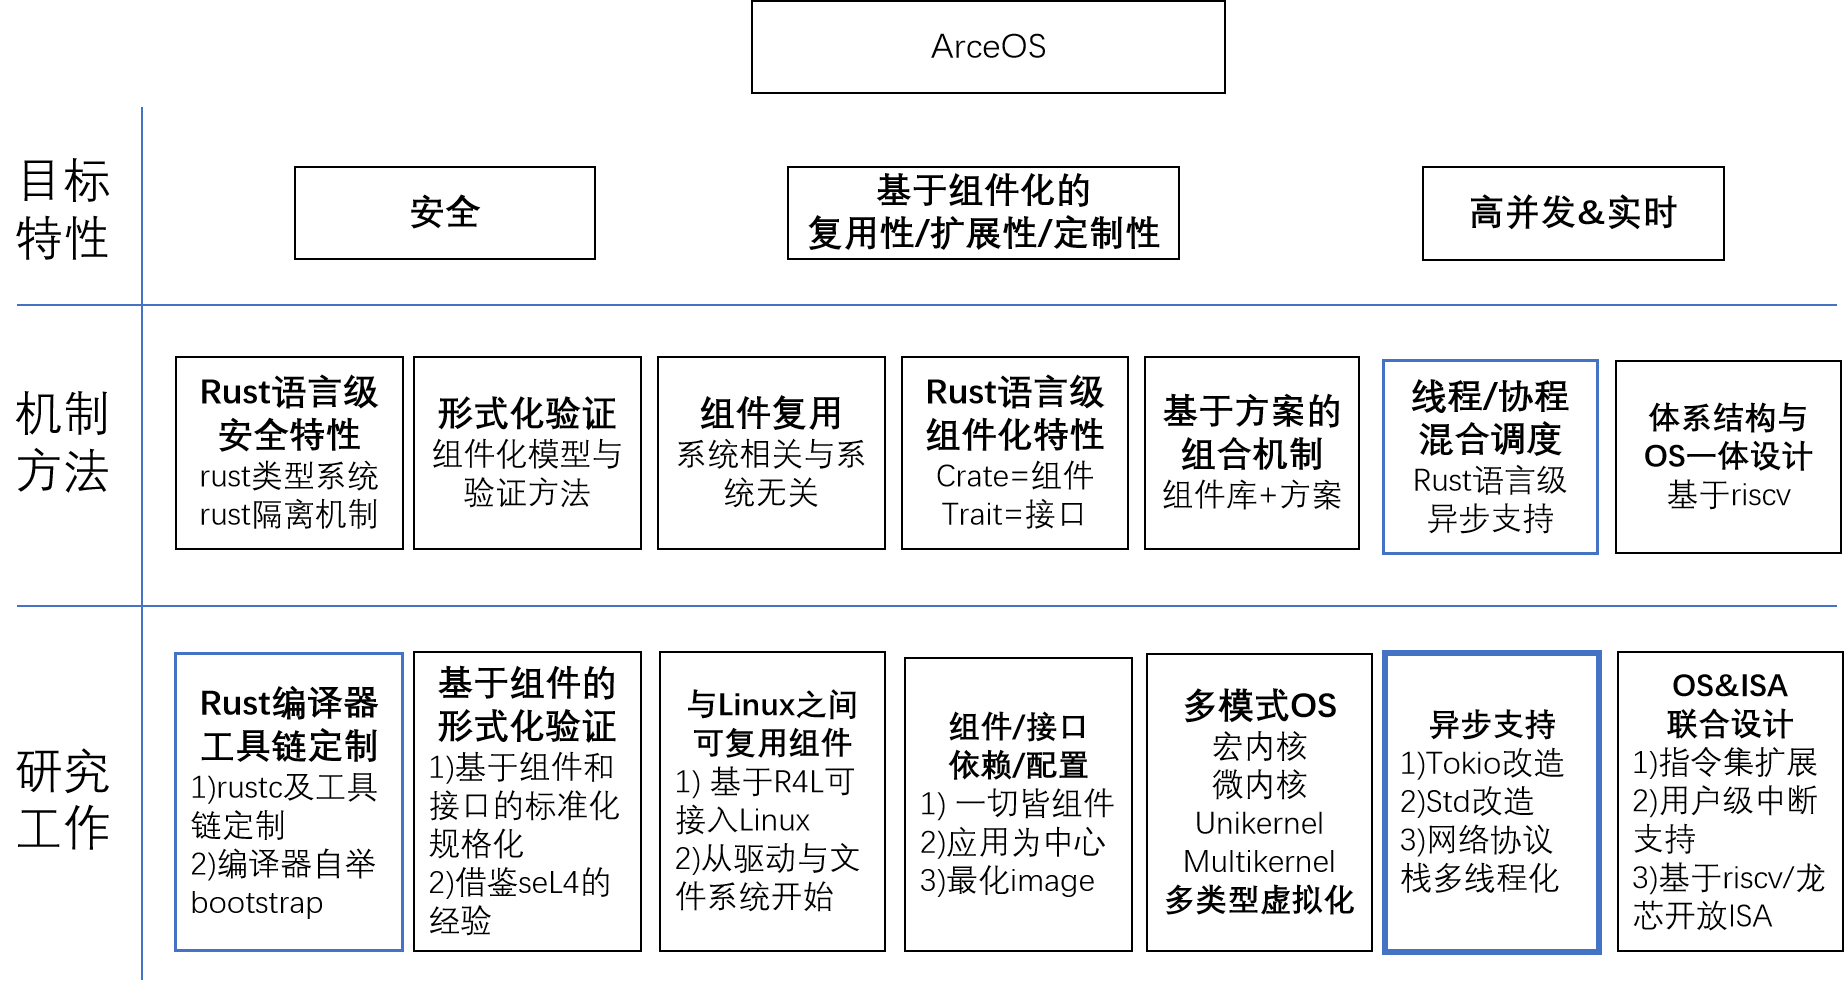 ArceOS
目标
特性
安全
基于组件化的
复用性/扩展性/定制性
高并发&实时
机制
方法
Rust语言级
安全特性
rust类型系统
rust隔离机制
形式化验证
组件化模型与
验证方法
组件复用
系统相关与系
统无关
Rust语言级
组件化特性
Crate=组件
Trait=接口
基于方案的
组合机制
组件库+方案
线程/协程
混合调度
Rust语言级
异步支持
体系结构与
OS一体设计
基于riscv
研究
工作
Rust编译器
工具链定制
1)rustc及工具
链定制
2)编译器自举
bootstrap
基于组件的
形式化验证
1)基于组件和
接口的标准化
规格化
2)借鉴seL4的
经验
与Linux之间
可复用组件
1) 基于R4L可
接入Linux
2)从驱动与文
件系统开始
组件/接口
依赖/配置
1) 一切皆组件
2)应用为中心
3)最化image
多模式OS
宏内核
微内核
Unikernel
Multikernel
多类型虚拟化
异步支持
1)Tokio改造
2)Std改造
3)网络协议
栈多线程化
OS&ISA
联合设计
1)指令集扩展
2)用户级中断
支持
3)基于riscv/龙
芯开放ISA